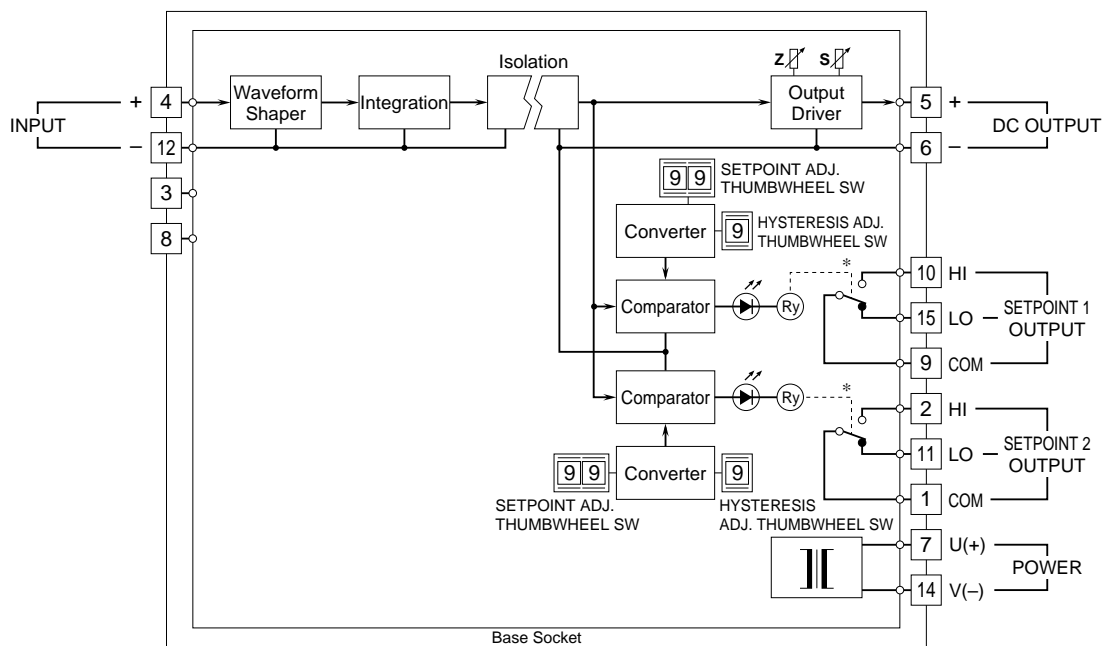 Isolation
Z
S
Waveform
Shaper
Integration
Output
Driver
INPUT
+
4
−
12
3
8
5
+
6
−
DC OUTPUT
9 9
SETPOINT ADJ.
THUMBWHEEL SW
Converter
9
HYSTERESIS ADJ.
THUMBWHEEL SW
Comparator
Ry
*
10 HI
15 LO
9 COM
SETPOINT 1
OUTPUT
Comparator
Ry
*
2 HI
11 LO
1 COM
SETPOINT 2
OUTPUT
9 9
Converter
9
SETPOINT ADJ.
THUMBWHEEL SW
HYSTERESIS
ADJ. THUMBWHEEL SW
7 U(+)
14 V(–)
POWER
Base Socket